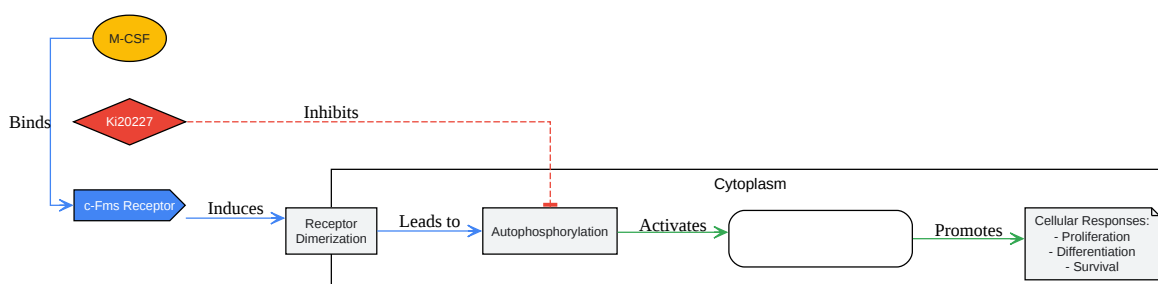 M-CSF
Binds
Ki20227
Inhibits
c-Fms Receptor
Induces
Cytoplasm
Receptor
Dimerization
Leads to
Autophosphorylation
Activates
Promotes
Cellular Responses:
- Proliferation
- Differentiation
- Survival